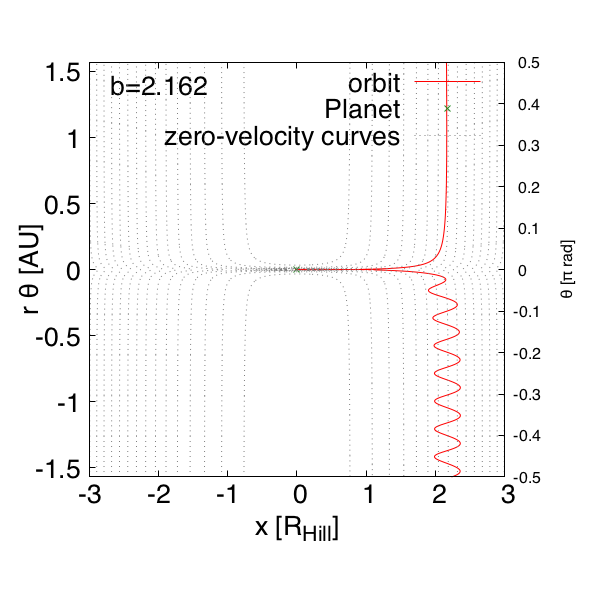 b=2.162
orbit
Planet
zero-velocity curves
1.5
1
0.5
0
-0.5
-1
-1.5
r θ [AU]
0.5
0.4
0.3
0.2
0.1
0
-0.1
-0.2
-0.3
-0.4
-0.5
θ [π rad]
-3 -2 -1 0 1 2 3
x [R_Hill]